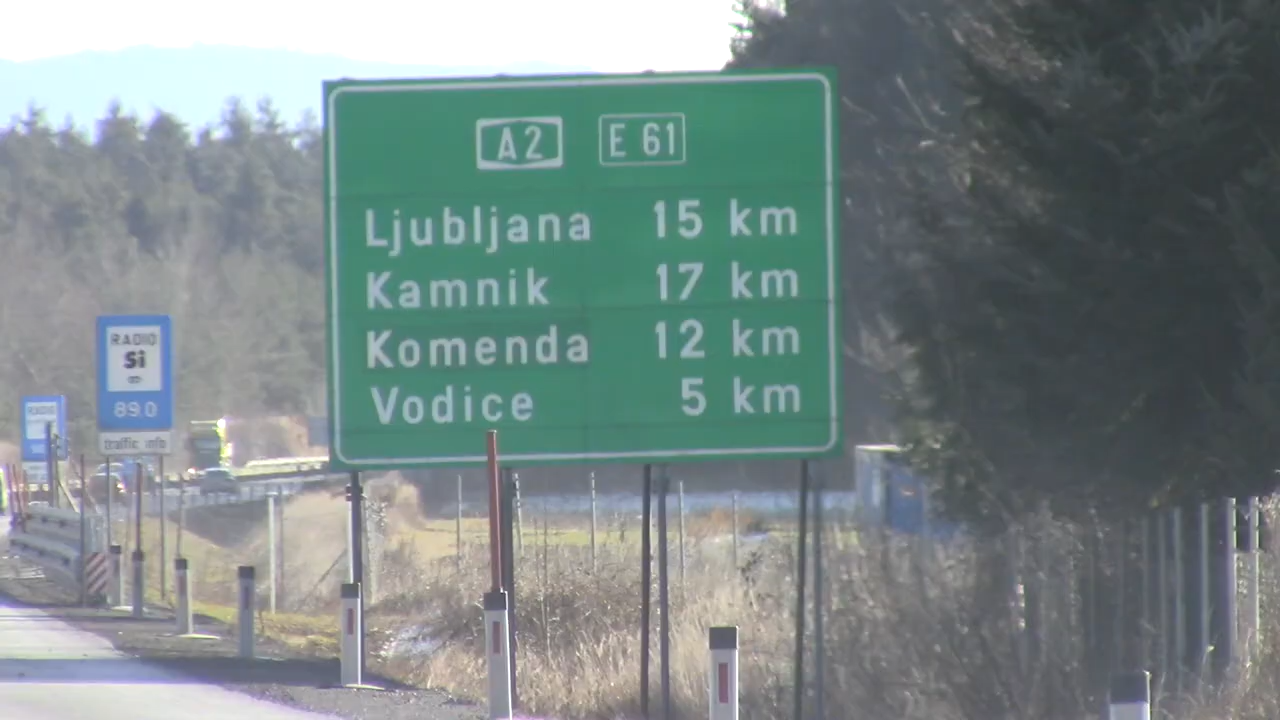 A2 E 61
Ljubljana 15 km
Kamnik 17 km
Komenda 12 km
Vodice 5 km
RADIO
Si
89.0
traffic info
RADIO